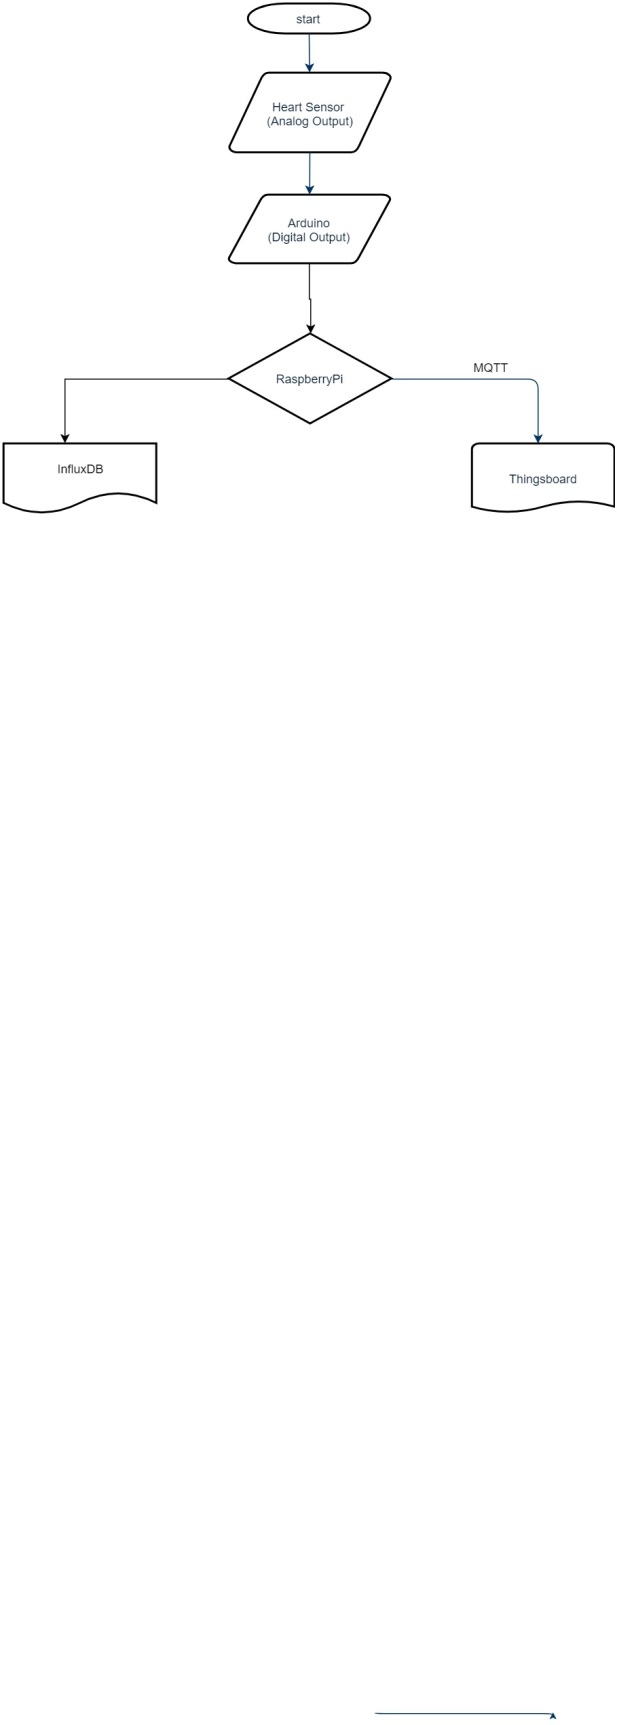 start
Heart Sensor
(Analog Output)
Arduino
(Digital Output)
RaspberryPi
MQTT
InfluxDB
Thingsboard